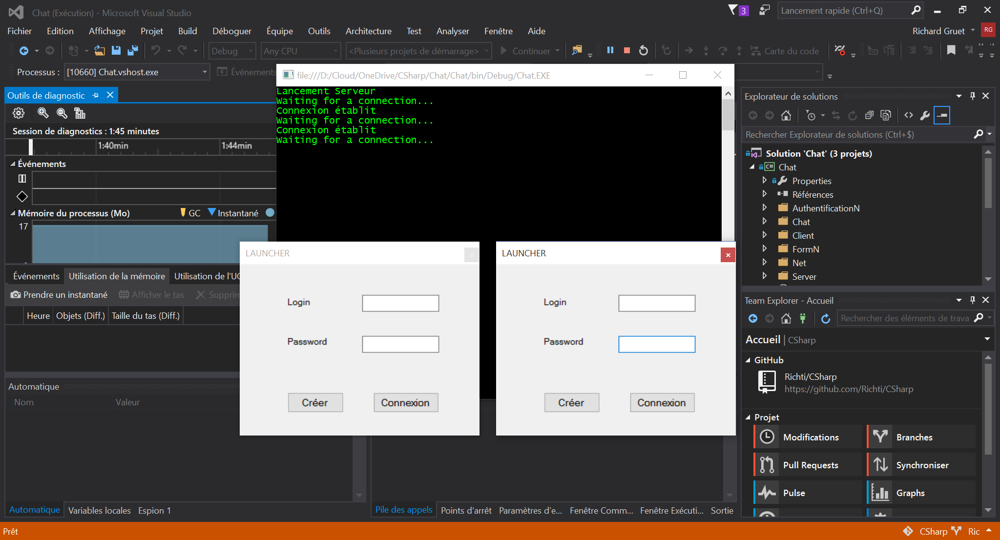 Chat (Exécution) - Microsoft Visual Studio
3
Lancement rapide (Ctrl+Q)
Fichier Edition Affichage Projet Build Déboguer Équipe Outils Architecture Test Analyser Fenêtre Aide
Richard Gruet
RG
Debug
Any CPU
<Plusieurs projets de démarrage>
Continuer
Carte du code
Processus :
[10660] Chat.vshost.exe
Événements
file:///D:/Cloud/OneDrive/CSharp/Chat/Chat/bin/Debug/Chat.EXE
Lancement Serveur
Waiting for a connection...
Connexion établit
Waiting for a connection...
Connexion établit
Waiting for a connection...
Outils de diagnostic
Session de diagnostics : 1:45 minutes
1:40min
1:44min
Événements
Mémoire du processus (Mo)
GC
Instantané
17
Événements
Utilisation de la mémoire
Utilisation de l'UC
Prendre un instantané
Afficher le tas
Supprim
Heure
Objets (Diff.)
Taille du tas (Diff.)
Automatique
Nom
Valeur
Automatique
Variables locales
Espion 1
LAUNCHER
Login
Password
Créer
Connexion
LAUNCHER
Login
Password
Créer
Connexion
Pile des appels
Points d'arrêt
Paramètres d'e...
Fenêtre Comm...
Fenêtre Exécuti...
Sortie
Explorateur de solutions
Rechercher Explorateur de solutions (Ctrl+$)
Solution 'Chat' (3 projets)
C# Chat
Properties
Références
AuthentificationN
Chat
Client
FormN
Net
Server
Team Explorer - Accueil
Rechercher des éléments de trava
Accueil | CSharp
GitHub
Richti/CSharp
https://github.com/Richti/CSharp
Projet
Modifications
Branches
Pull Requests
Synchroniser
Pulse
Graphs
Prêt
CSharp
Ric